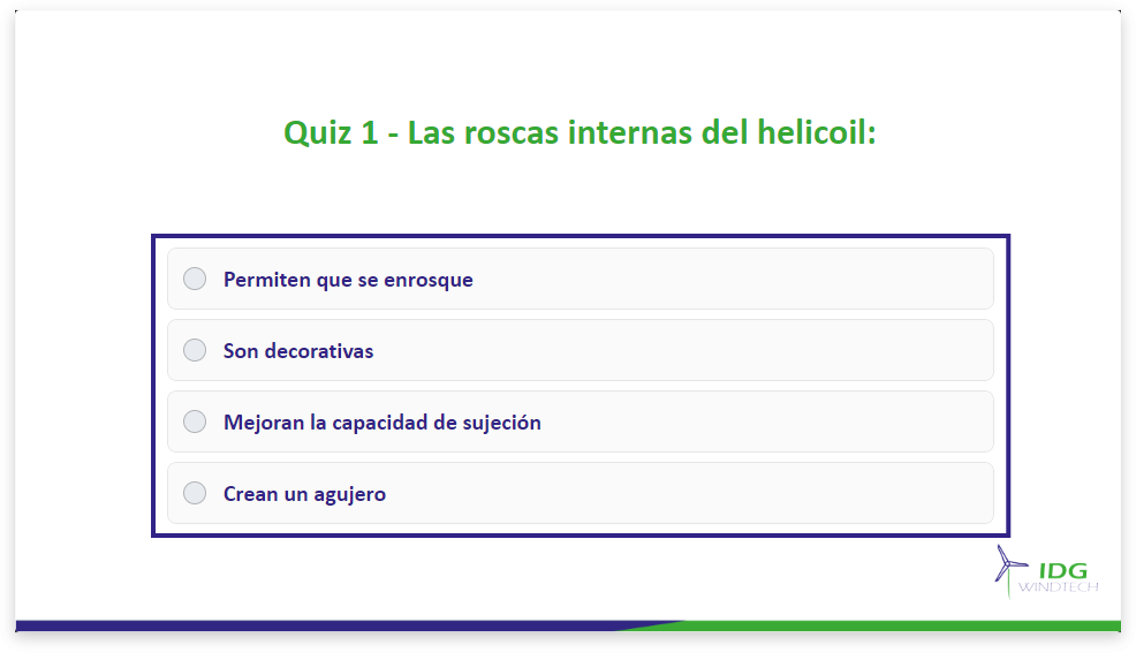 Quiz 1 - Las roscas internas del helicoil:
Permiten que se enrosque
Son decorativas
Mejoran la capacidad de sujeción
Crean un agujero
IDG
WINDTECH